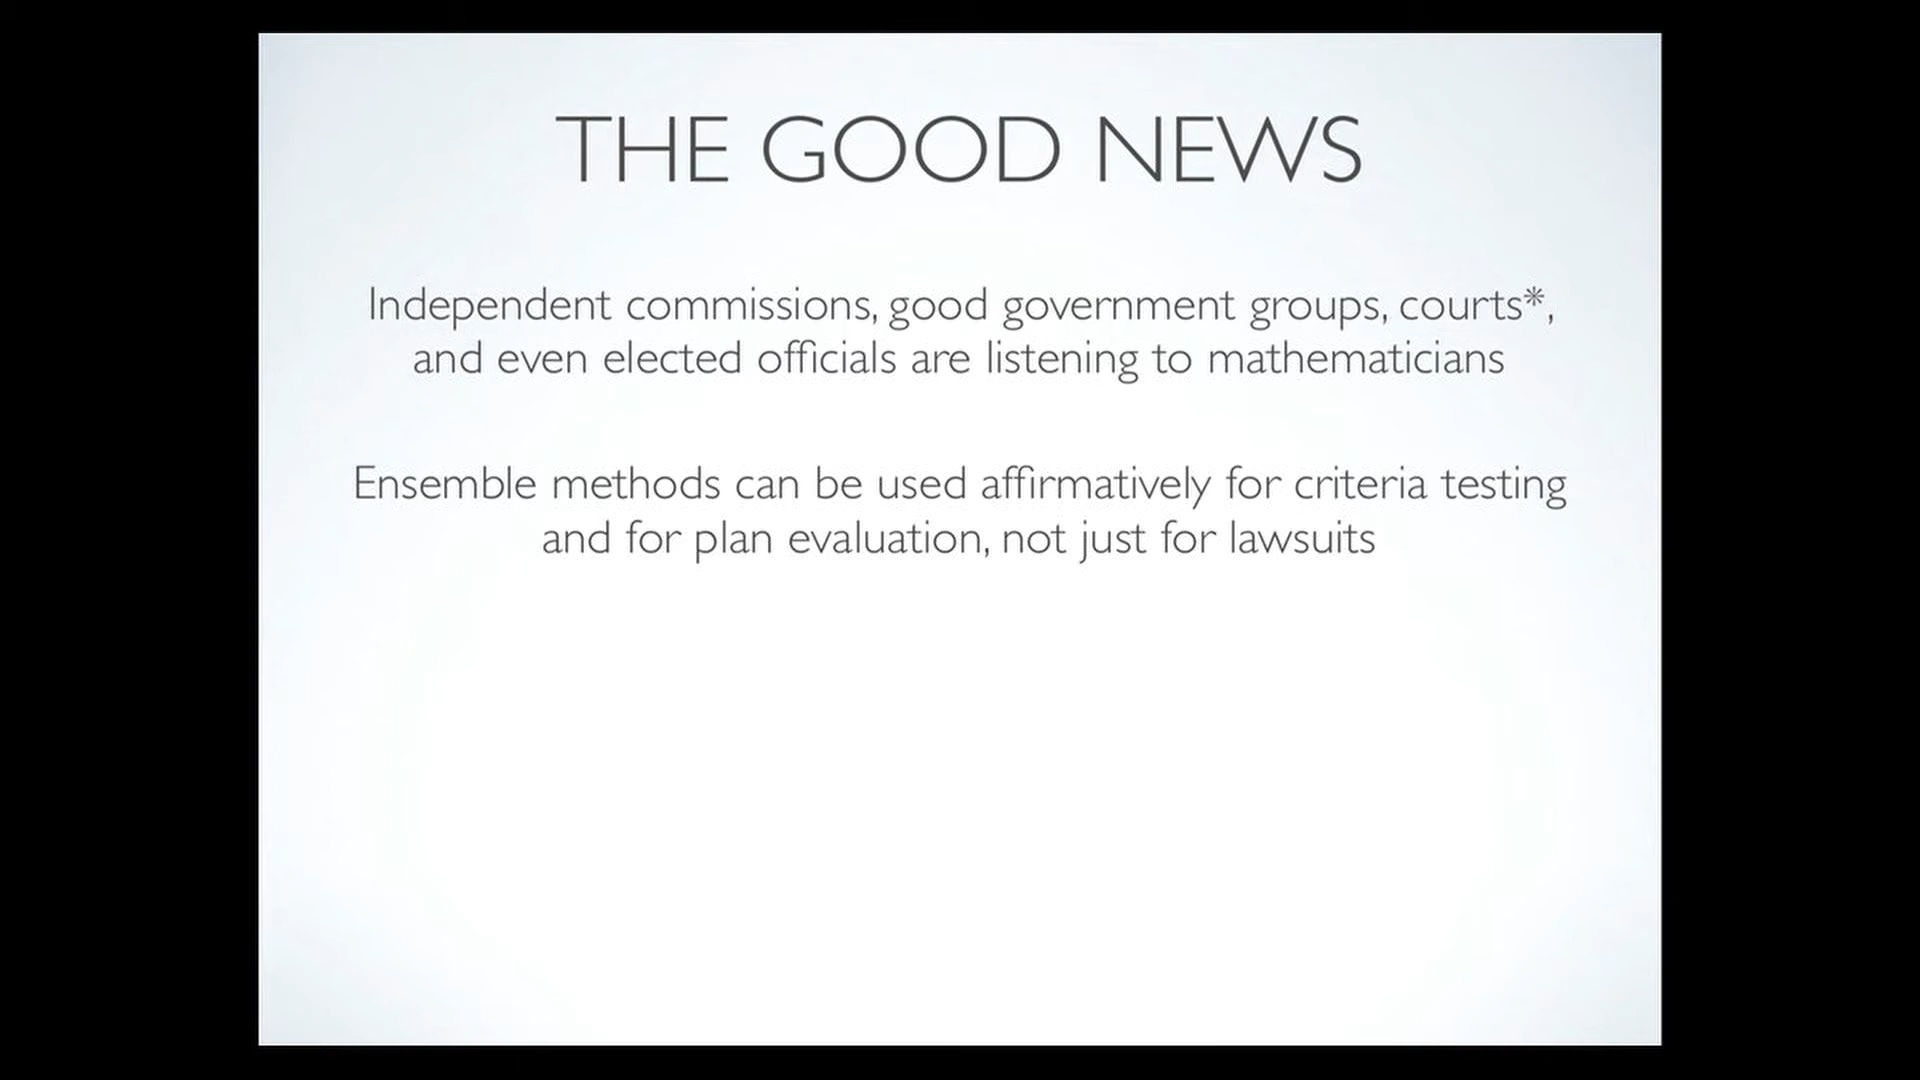 THE GOOD NEWS
Independent commissions, good government groups, courts*,
and even elected officials are listening to mathematicians
Ensemble methods can be used affirmatively for criteria testing
and for plan evaluation, not just for lawsuits